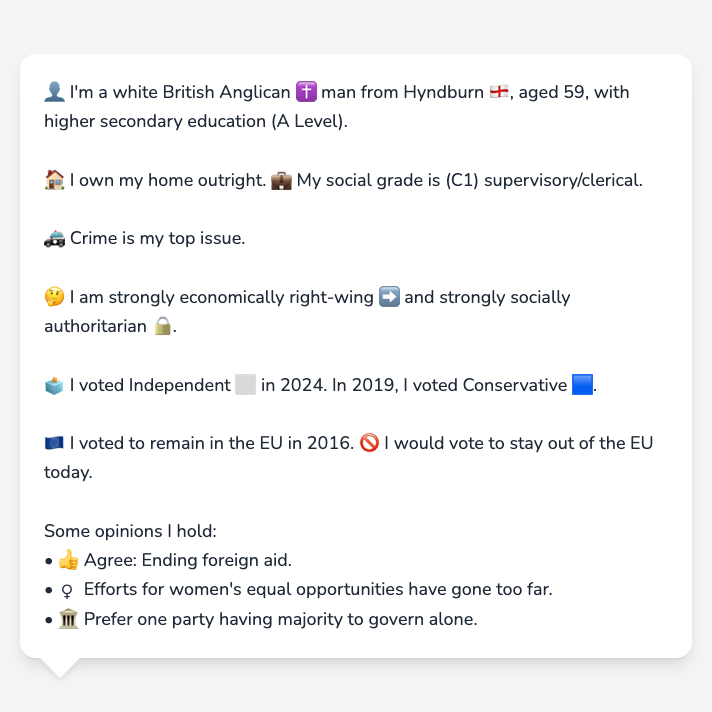 👤 I'm a white British Anglican ✝️ man from Hyndburn 🏴󠁧󠁢󠁥󠁮󠁧󠁿, aged 59, with
higher secondary education (A Level).
🏠 I own my home outright. 💼 My social grade is (C1) supervisory/clerical.
🚓 Crime is my top issue.
🤔 I am strongly economically right-wing ➡️ and strongly socially
authoritarian 🔒.
🗳️ I voted Independent ⬜ in 2024. In 2019, I voted Conservative 🟦.
🇪🇺 I voted to remain in the EU in 2016. 🚫 I would vote to stay out of the EU
today.
Some opinions I hold:
• 👍 Agree: Ending foreign aid.
• ♀ Efforts for women's equal opportunities have gone too far.
• 🏛️ Prefer one party having majority to govern alone.